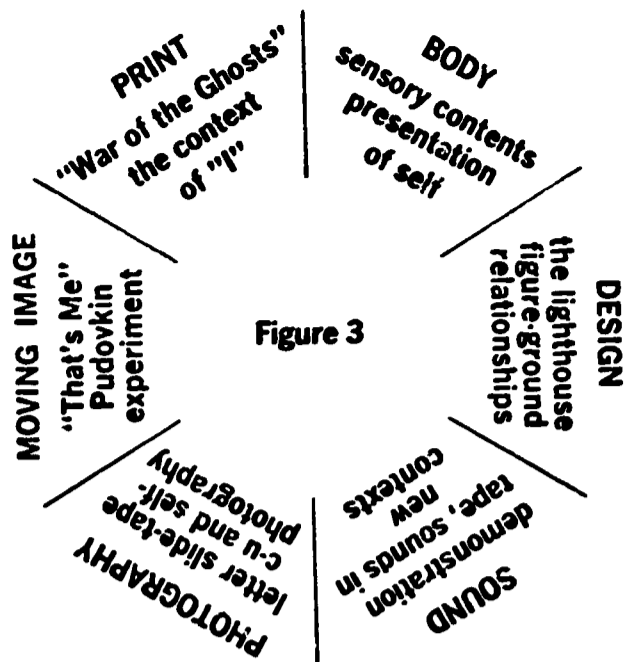 PRINT
"War of the Ghosts"
the context
of "I"
BODY
sensory contents
presentation
of self
DESIGN
the lighthouse
figure-ground
relationships
SOUND
demonstration
tape, sounds in
new
contexts
PHOTOGRAPHY
letter slide-tape
c-u and self-
photography
MOVING IMAGE
"That's Me"
Pudovkin
experiment
Figure 3